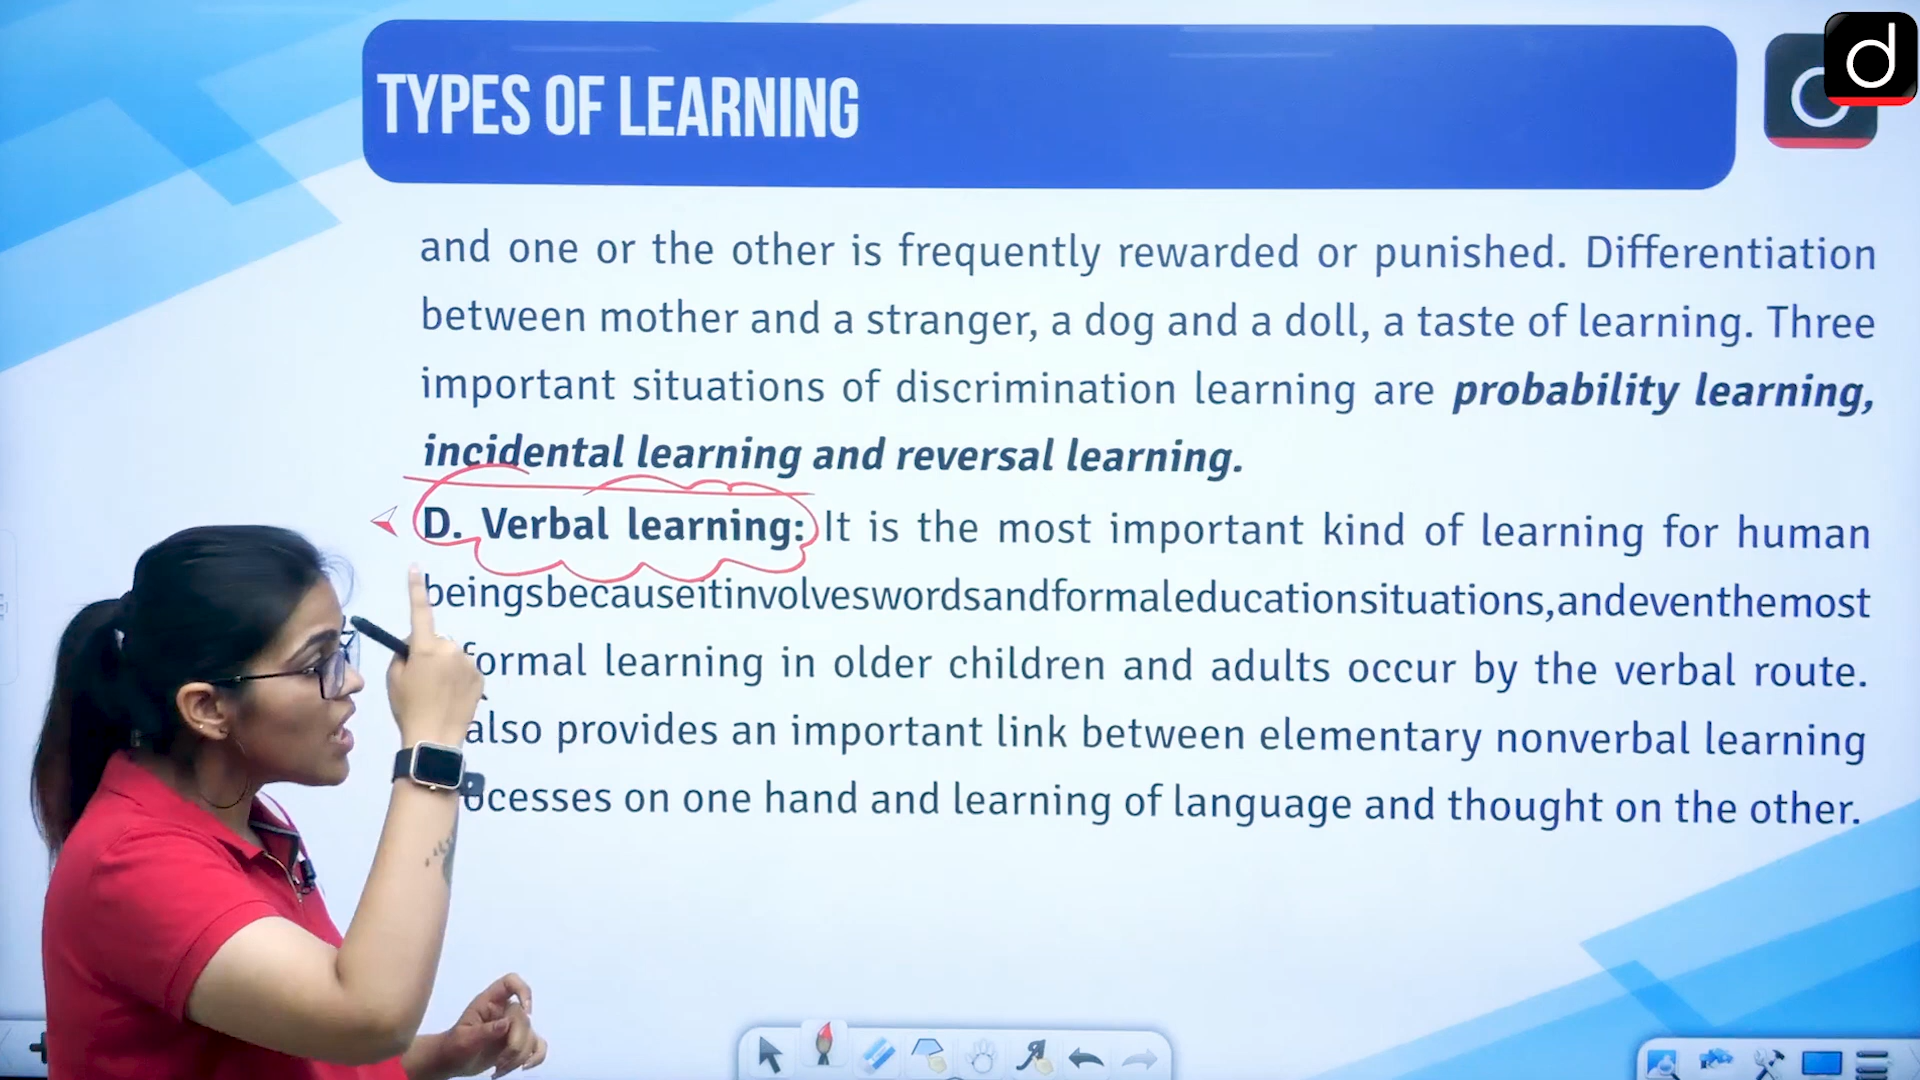 TYPES OF LEARNING
d
and one or the other is frequently rewarded or punished. Differentiation
between mother and a stranger, a dog and a doll, a taste of learning. Three
important situations of discrimination learning are probability learning,
incidental learning and reversal learning.
D. Verbal learning: It is the most important kind of learning for human
beingsbecauseitinvolveswordsandformaleducationsituations,andeventhemost
formal learning in older children and adults occur by the verbal route.
also provides an important link between elementary nonverbal learning
ocesses on one hand and learning of language and thought on the other.